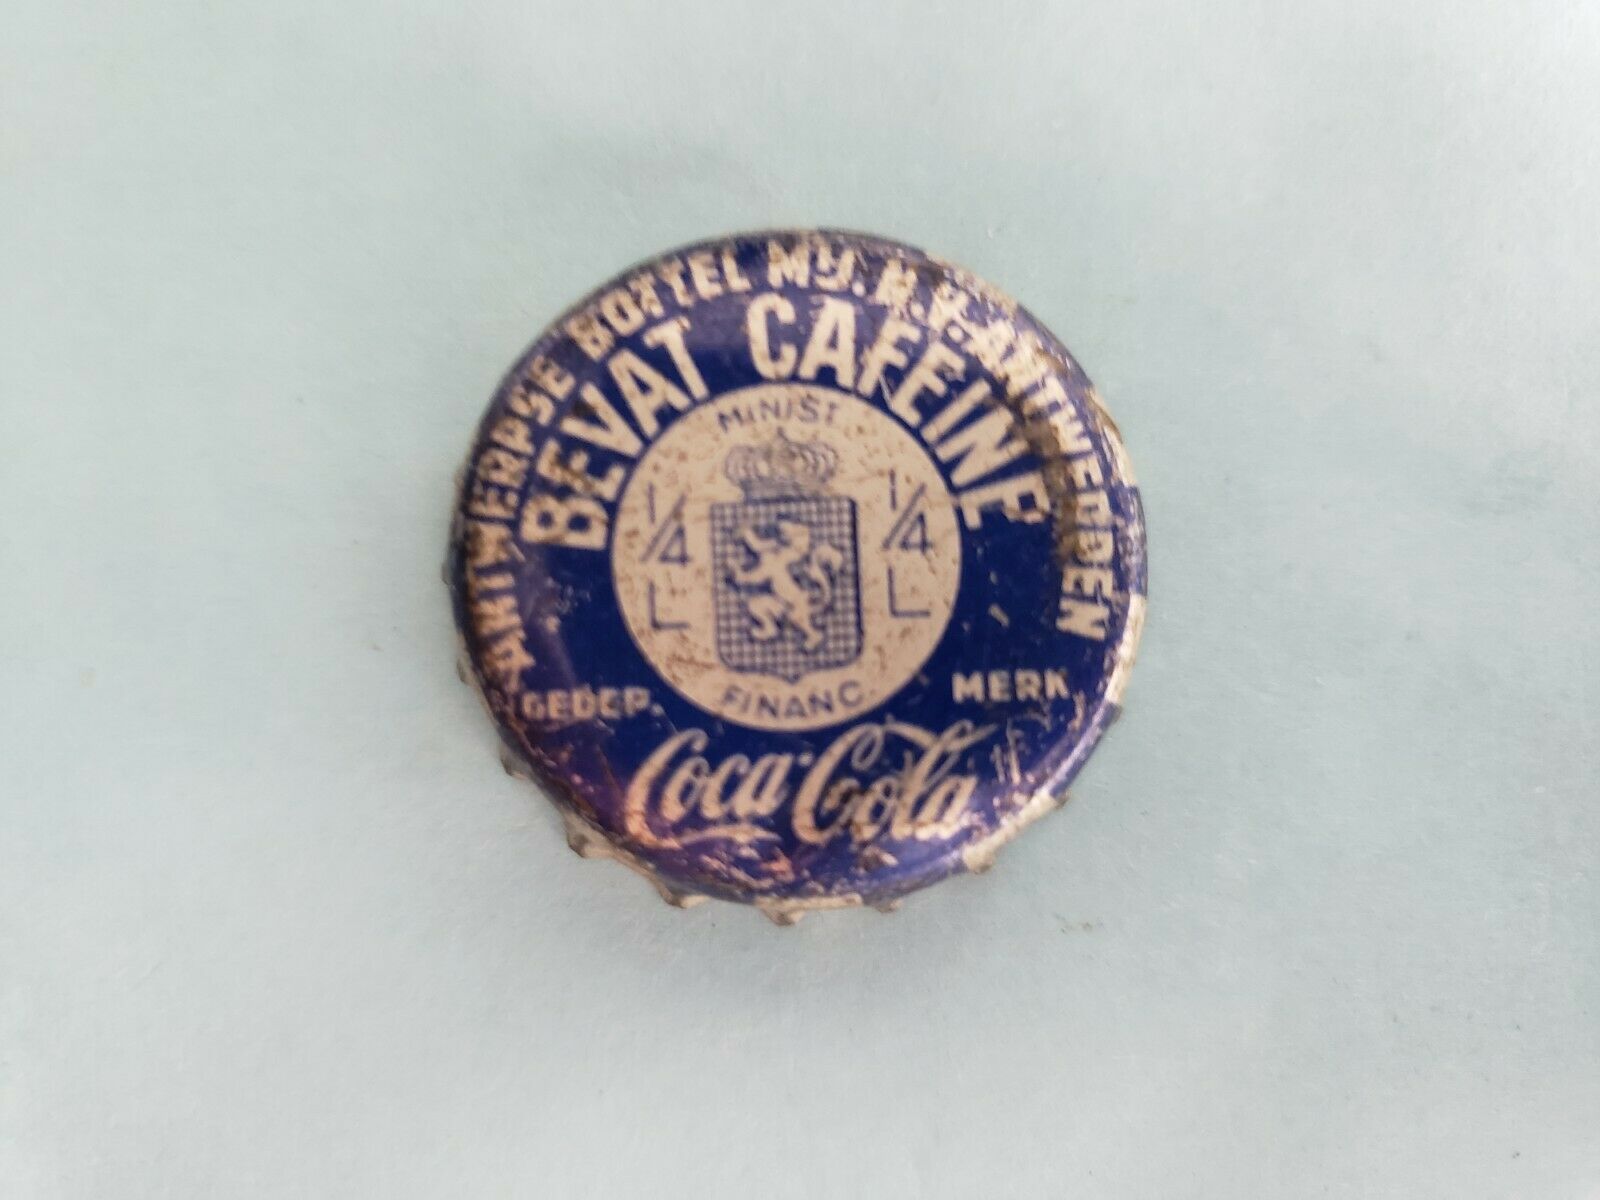 ANTWERPSE BOTTEL MY. N.V. ANTWERPEN
BEVAT CAFEINE
MINIST.
1/4 L
1/4 L
FINANC.
GEDEP. MERK
Coca-Cola